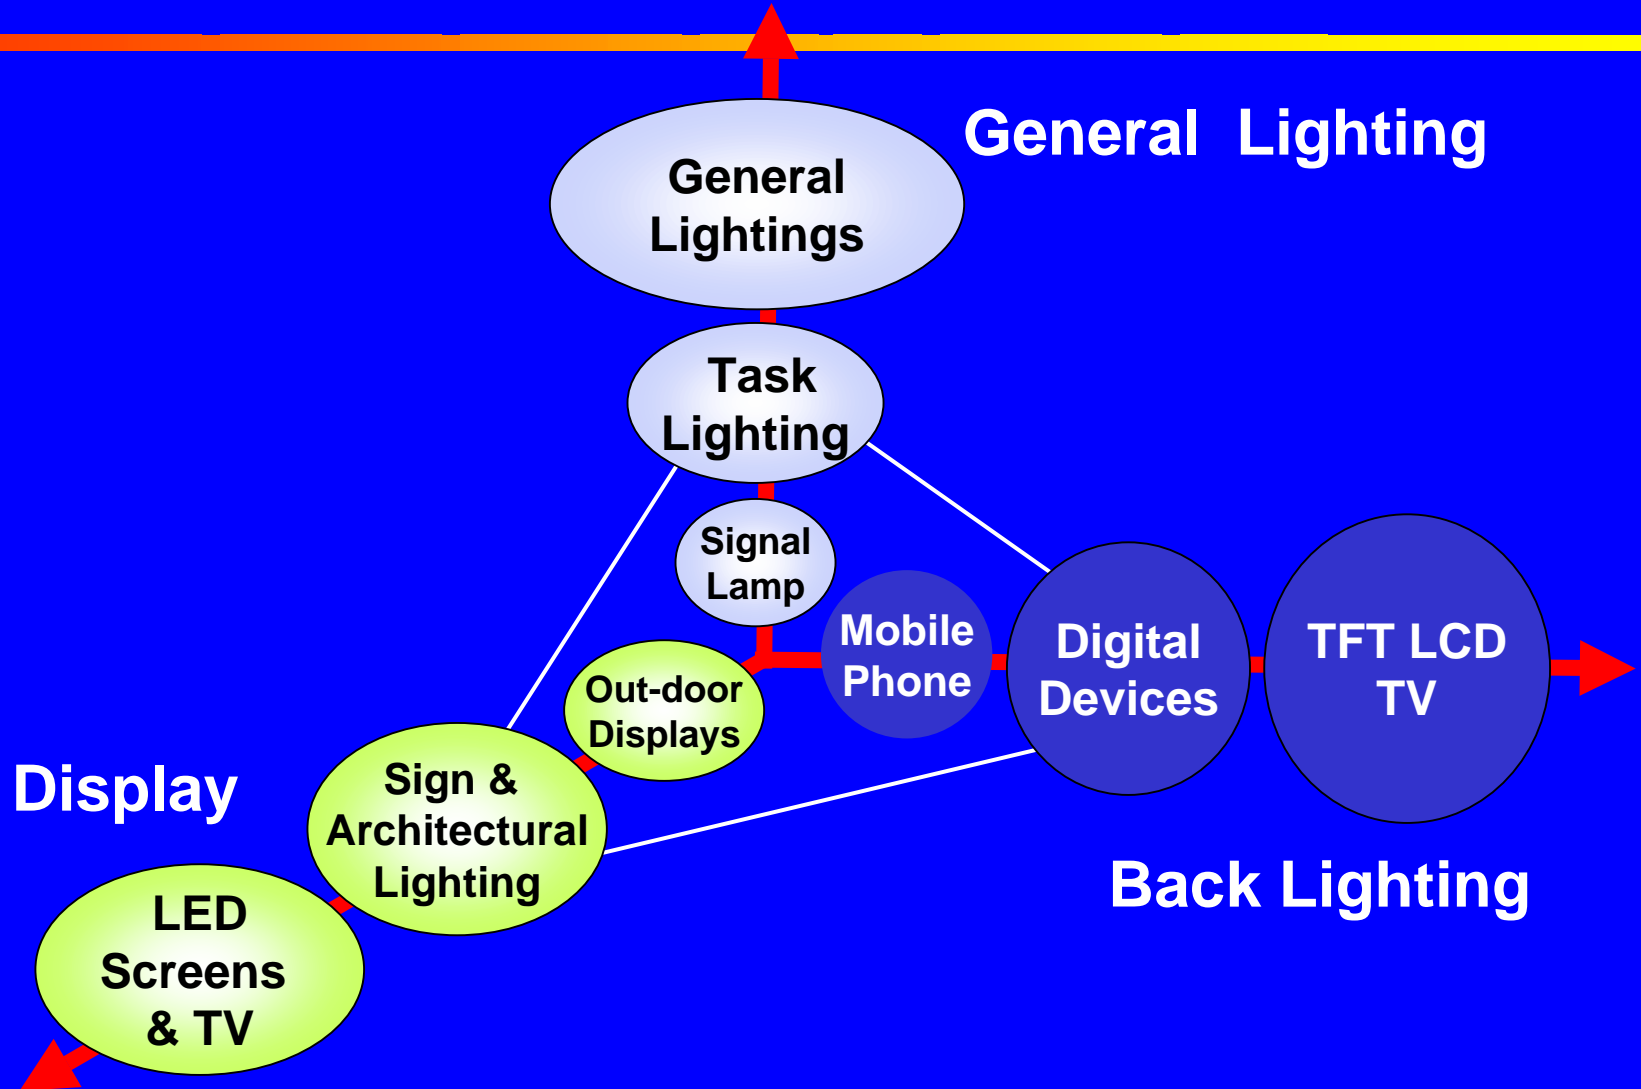 General Lighting
General
Lightings
Task
Lighting
Signal
Lamp
Mobile
Phone
Digital
Devices
TFT LCD
TV
Out-door
Displays
Display
Sign &
Architectural
Lighting
Back Lighting
LED
Screens
& TV